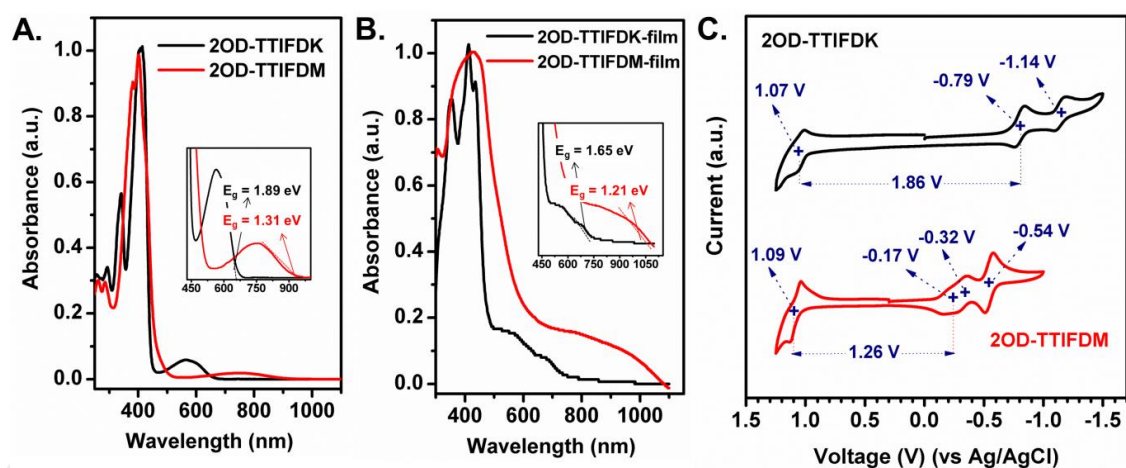 A.
2OD-TTIFDK
2OD-TTIFDM
Absorbance (a.u.)
1.0
0.8
0.6
0.4
0.2
0.0
400 600 800 1000
Wavelength (nm)
Eg = 1.89 eV
Eg = 1.31 eV
450 600 750 900
B.
2OD-TTIFDK-film
2OD-TTIFDM-film
Absorbance (a.u.)
1.0
0.8
0.6
0.4
0.2
0.0
400 600 800 1000
Wavelength (nm)
Eg = 1.65 eV
Eg = 1.21 eV
450 600 750 900 1050
C.
2OD-TTIFDK
Current (a.u.)
1.07 V
-0.79 V
-1.14 V
1.86 V
1.09 V
-0.17 V
-0.32 V
-0.54 V
1.26 V
2OD-TTIFDM
1.5 1.0 0.5 0.0 -0.5 -1.0 -1.5
Voltage (V) (vs Ag/AgCl)